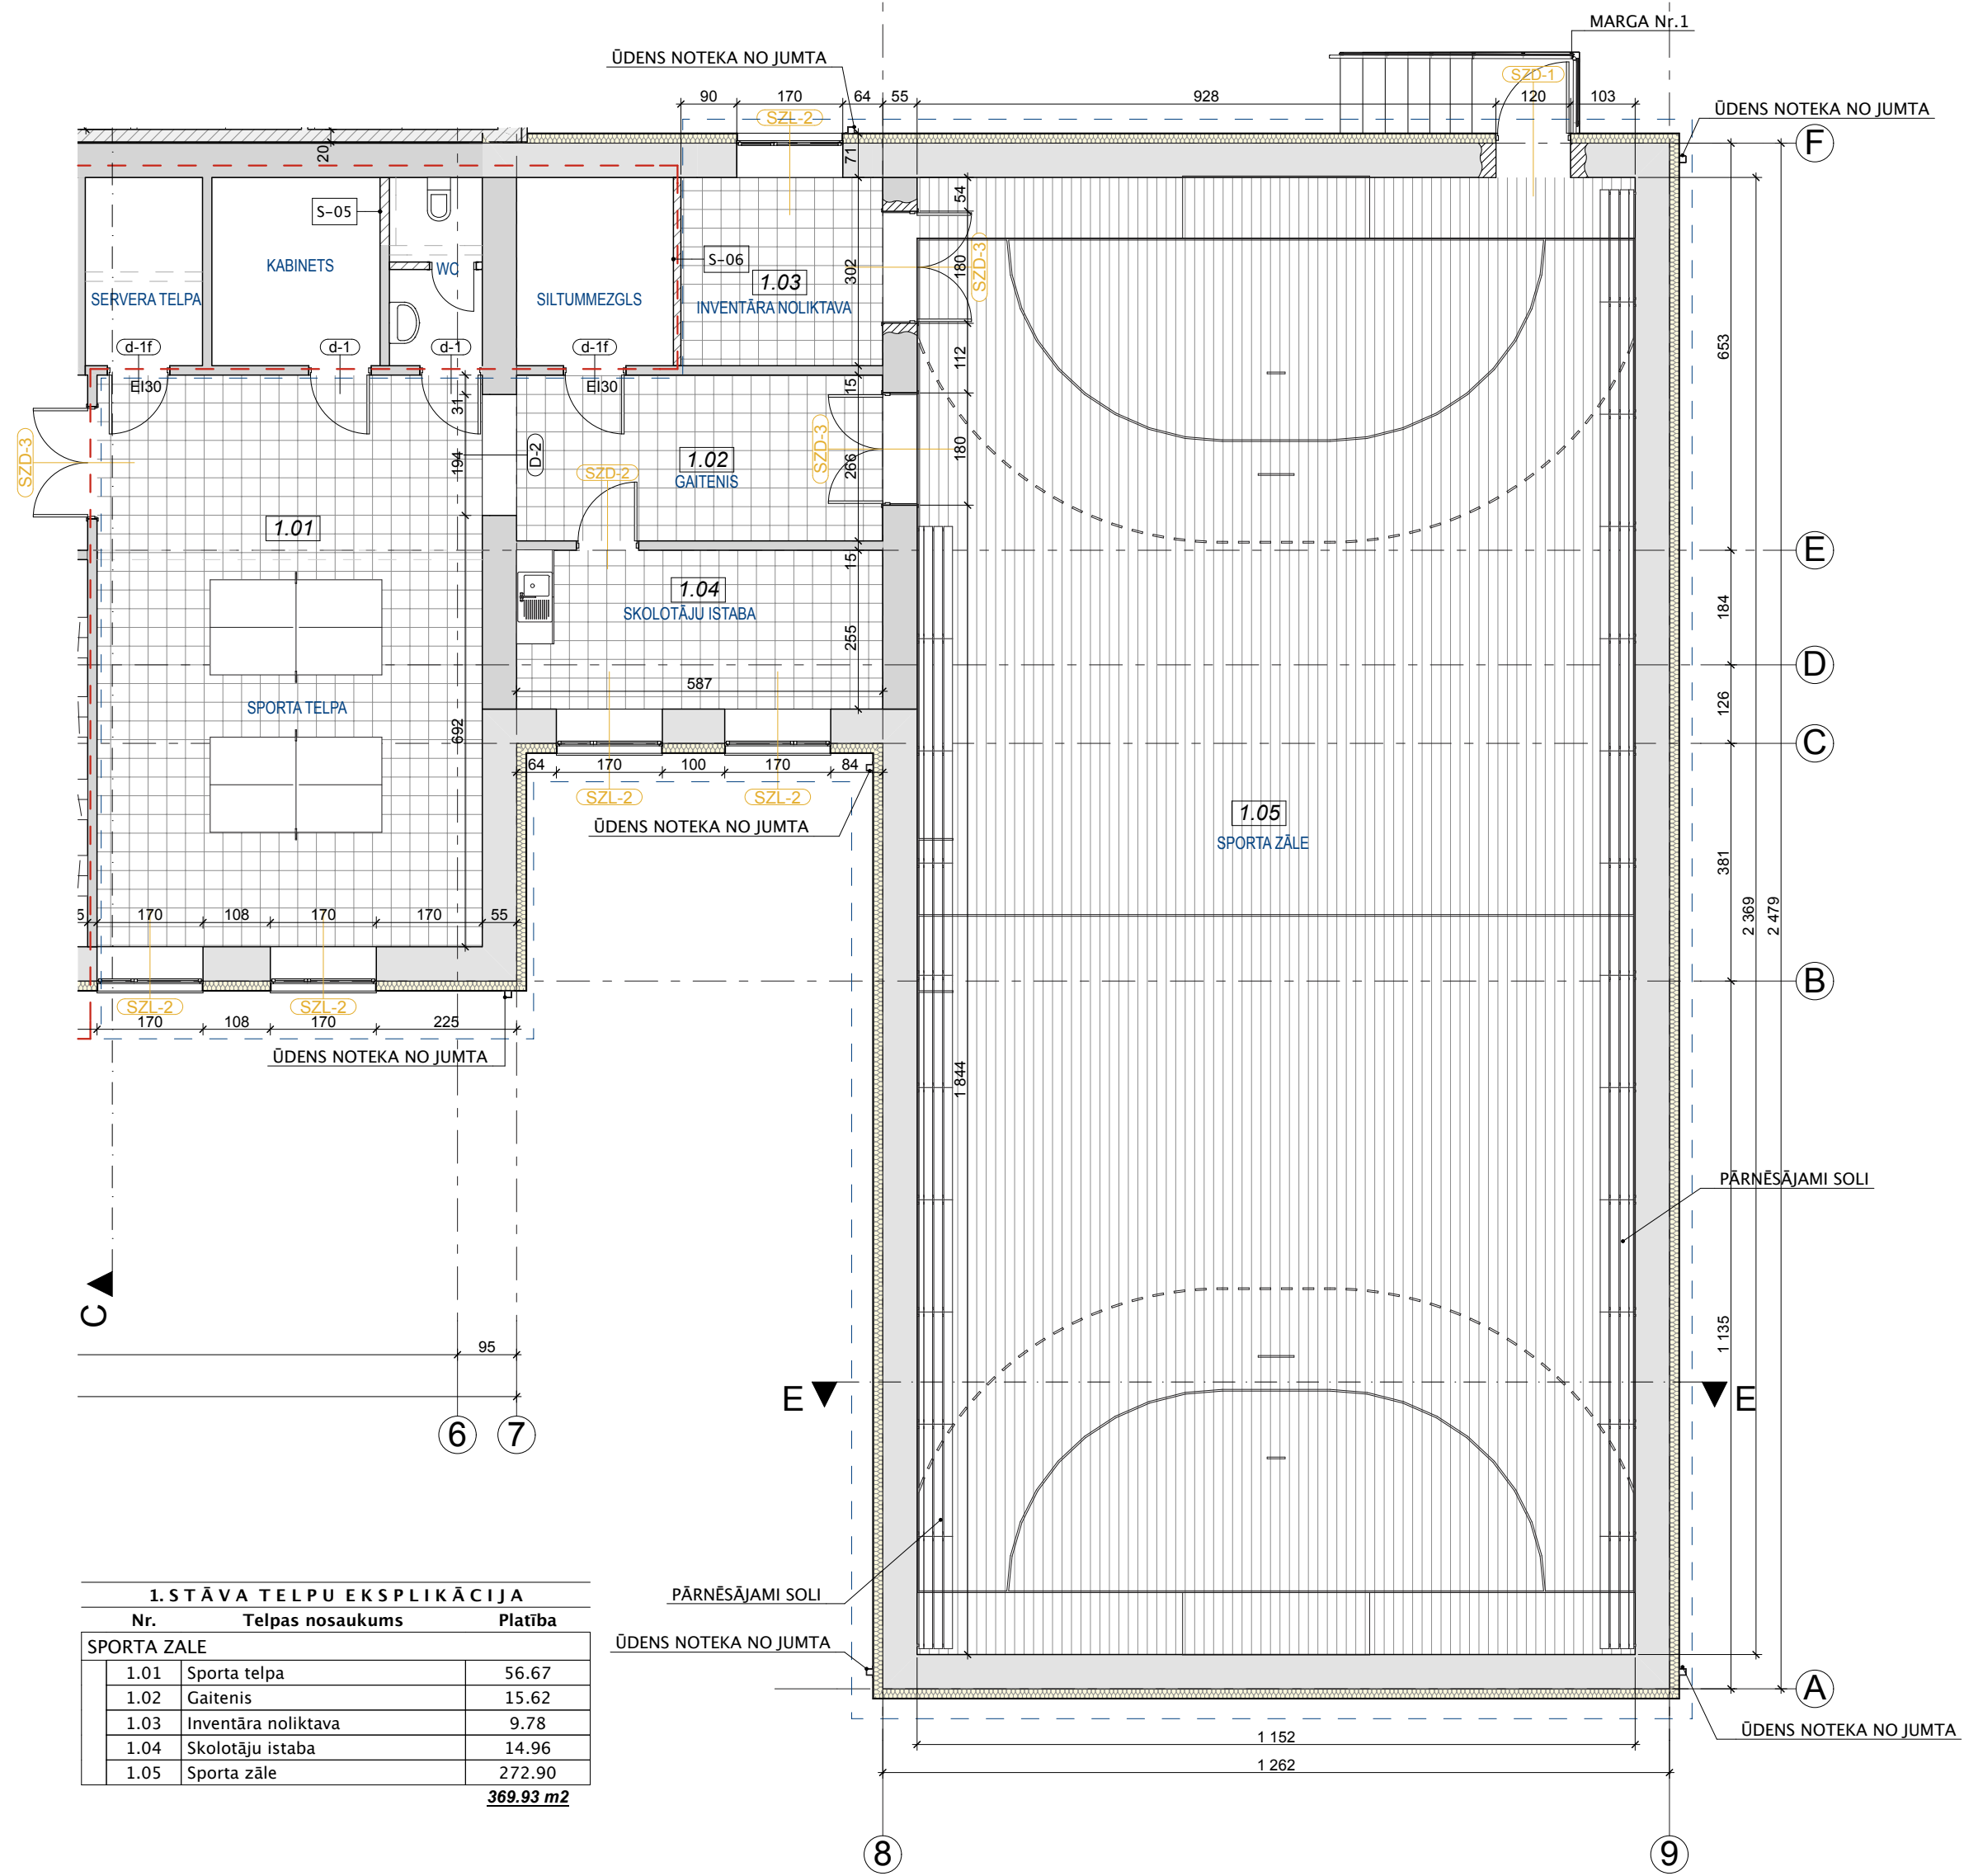 MARGA Nr.1
ŪDENS NOTEKA NO JUMTA
SZD-1
90 170 64 55 928 120 103
ŪDENS NOTEKA NO JUMTA
SZL-2
F
20
71
54
S-05
KABINETS
WC
S-06
1.03
INVENTĀRA NOLIKTAVA
302
180
SZD-3
SERVERA TELPA
SILTUMMEZGLS
d-1f
d-1
d-1
d-1f
112
653
EI30
EI30
31
15
SZD-3
194
D-2
SZD-2
1.02
GAITENIS
SZD-3
266
180
1.01
E
15
1.04
SKOLOTĀJU ISTABA
184
255
D
587
126
SPORTA TELPA
692
C
64 170 100 170 84
SZL-2
SZL-2
ŪDENS NOTEKA NO JUMTA
1.05
SPORTA ZĀLE
381
2 369
2 479
5 170 108 170 170 55
B
SZL-2
SZL-2
170 108 170 225
ŪDENS NOTEKA NO JUMTA
1 844
PĀRNĒSĀJAMI SOLI
C
95
1 135
E
E
6
7
PĀRNĒSĀJAMI SOLI
ŪDENS NOTEKA NO JUMTA
A
ŪDENS NOTEKA NO JUMTA
1 152
1 262
8
9
1. STĀVA TELPU EKSPLIKĀCIJA
Nr. Telpas nosaukums Platība
SPORTA ZALE
1.01 Sporta telpa 56.67
1.02 Gaitenis 15.62
1.03 Inventāra noliktava 9.78
1.04 Skolotāju istaba 14.96
1.05 Sporta zāle 272.90
369.93 m2